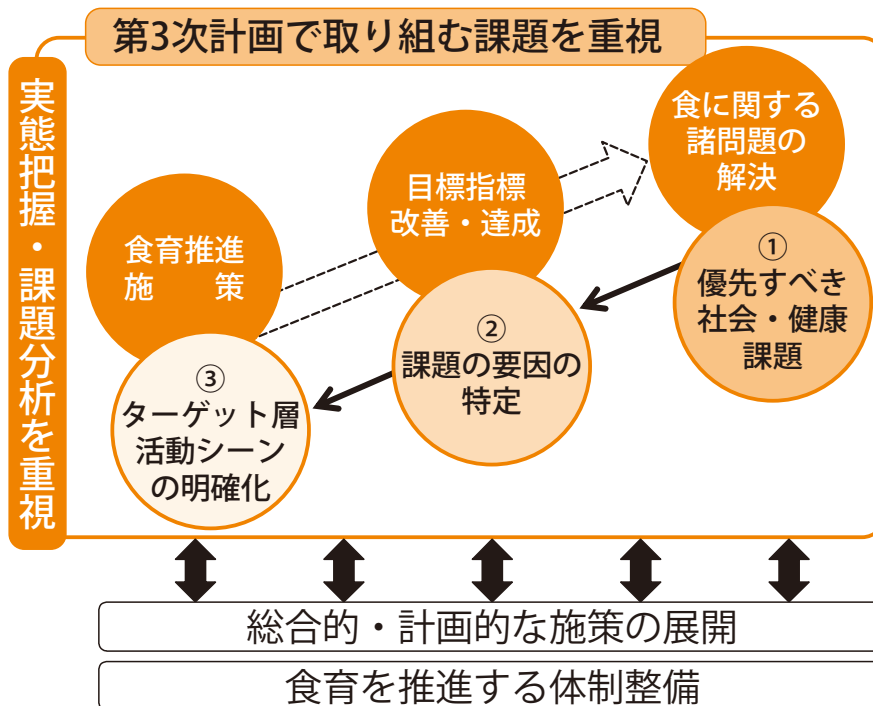 第3次計画で取り組む課題を重視
実態把握・課題分析を重視
食に関する
諸問題の
解決
目標指標
改善・達成
食育推進
施　　策
①
優先すべき
社会・健康
課題
②
課題の要因の
特定
③
ターゲット層
活動シーン
の明確化
総合的・計画的な施策の展開
食育を推進する体制整備